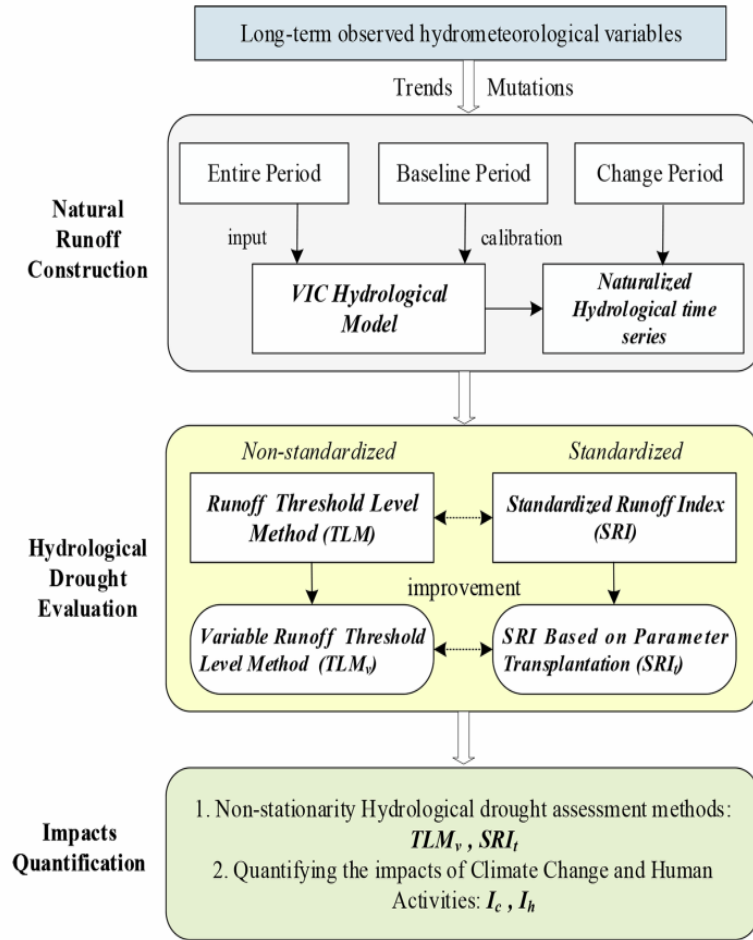 Long-term observed hydrometeorological variables
Trends Mutations
Natural
Runoff
Construction
Entire Period
Baseline Period
Change Period
input
calibration
VIC Hydrological
Model
Naturalized
Hydrological time
series
Hydrological
Drought
Evaluation
Non-standardized
Standardized
Runoff Threshold Level
Method (TLM)
Standardized Runoff Index
(SRI)
improvement
Variable Runoff Threshold
Level Method (TLMv)
SRI Based on Parameter
Transplantation (SRIt)
Impacts
Quantification
1. Non-stationarity Hydrological drought assessment methods:
TLMv , SRIt
2. Quantifying the impacts of Climate Change and Human
Activities: Ic , Ih